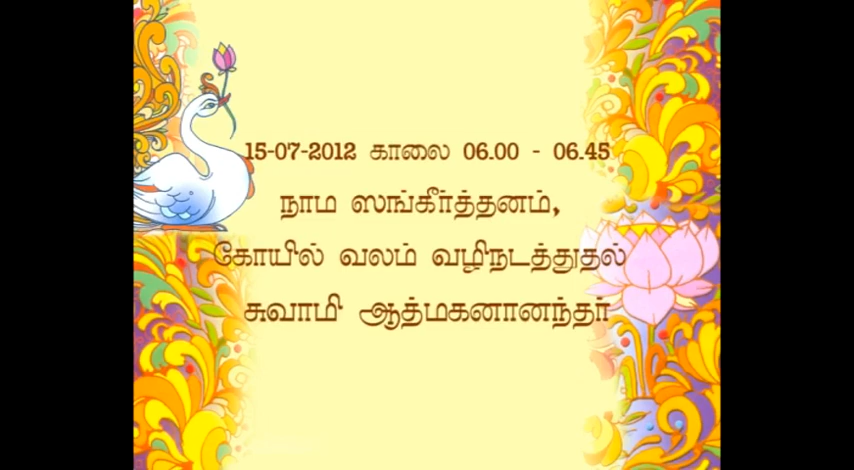 15-07-2012 காலை 06.00 - 06.45
நாம ஸங்கீர்த்தனம்,
கோயில் வலம் வழிநடத்துதல்
சுவாமி ஆத்மகனானந்தர்